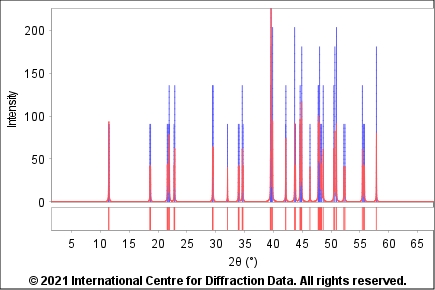 Intensity
200
150
100
50
0
5 10 15 20 25 30 35 40 45 50 55 60 65
2θ (°)
© 2021 International Centre for Diffraction Data. All rights reserved.